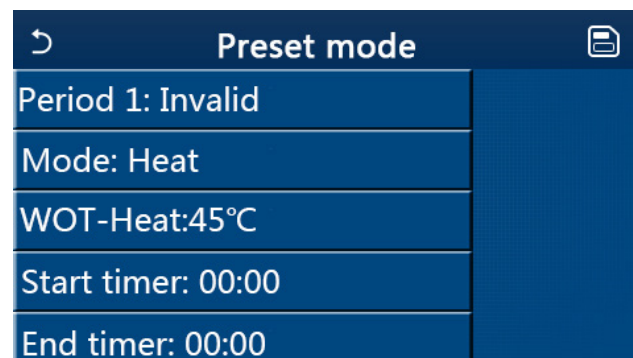 Preset mode
Period 1: Invalid
Mode: Heat
WOT-Heat:45℃
Start timer: 00:00
End timer: 00:00